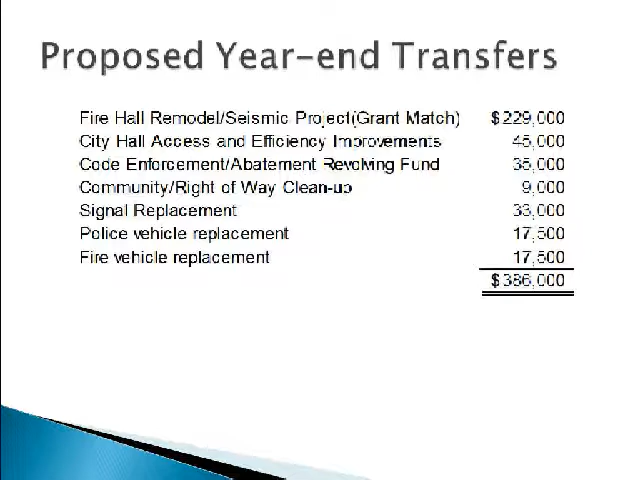 Proposed Year-end Transfers
Fire Hall Remodel/Seismic Project(Grant Match) $229,000
City Hall Access and Efficiency Improvements 45,000
Code Enforcement/Abatement Revolving Fund 35,000
Community/Right of Way Clean-up 9,000
Signal Replacement 33,000
Police vehicle replacement 17,500
Fire vehicle replacement 17,500
$386,000